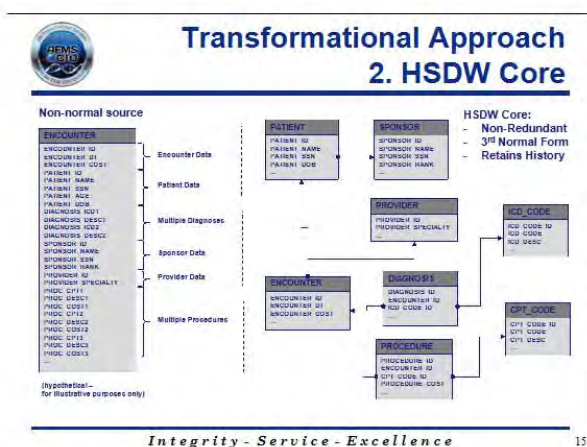 AFMS
CIO
Transformational Approach
2. HSDW Core
Non-normal source
ENCOUNTER
ENCOUNTER ID
ENCOUNTER DT
ENCOUNTER COST
PATIENT ID
PATIENT NAME
PATIENT SSN
PATIENT AGE
PATIENT DOB
DIAGNOSIS ICD1
DIAGNOSIS DESC1
DIAGNOSIS ICD2
DIAGNOSIS DESC2
SPONSOR ID
SPONSOR NAME
SPONSOR SSN
SPONSOR RANK
PROVIDER ID
PROVIDER SPECIALTY
PROC CPT1
PROC DESC1
PROC COST1
PROC CPT2
PROC DESC2
PROC COST2
PROC CPT3
PROC DESC3
PROC COST3
...
(hypothetical –
for illustrative purposes only)
Encounter Data
Patient Data
Multiple Diagnoses
Sponsor Data
Provider Data
Multiple Procedures
PATIENT
PATIENT ID
PATIENT NAME
PATIENT SSN
PATIENT DOB
...
SPONSOR
SPONSOR ID
SPONSOR NAME
SPONSOR SSN
SPONSOR RANK
...
HSDW Core:
- Non-Redundant
- 3rd Normal Form
- Retains History
PROVIDER
PROVIDER ID
PROVIDER SPECIALTY
...
ICD_CODE
ICD CODE ID
ICD CODE
ICD DESC
...
ENCOUNTER
ENCOUNTER ID
ENCOUNTER DT
ENCOUNTER COST
...
DIAGNOSIS
DIAGNOSIS ID
ENCOUNTER ID
ICD CODE ID
...
CPT_CODE
CPT CODE ID
CPT CODE
CPT DESC
...
PROCEDURE
PROCEDURE ID
ENCOUNTER ID
CPT CODE ID
PROCEDURE COST
...
Integrity - Service - Excellence
15